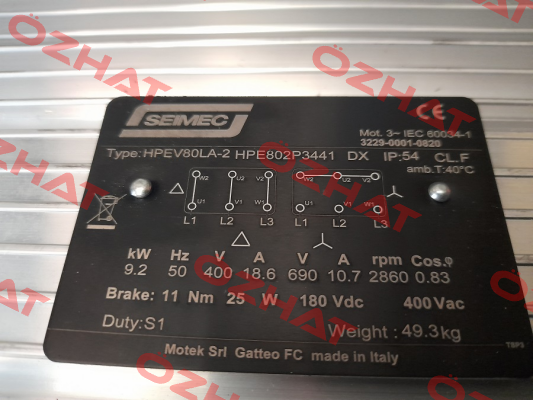 SEIMEC
CE
Mot. 3~ IEC 60034-1
3229-0001-0820
Type: HPEV80LA-2 HPE802P3441 DX IP:54 CL.F
amb.T:40°C
W2 U2 V2 W2 U2 V2
U1 V1 W1 U1 V1 W1
L1 L2 L3 L1 L2 L3
kW Hz V A V A rpm Cos.φ
9.2 50 400 18.6 690 10.7 2860 0.83
Brake: 11 Nm 25 W 180 Vdc 400 Vac
Duty:S1 Weight : 49.3kg
Motek Srl Gatteo FC made in Italy
ÖZHAT
ÖZHAT
ÖZHAT
ÖZHAT
ÖZHAT
ÖZHAT